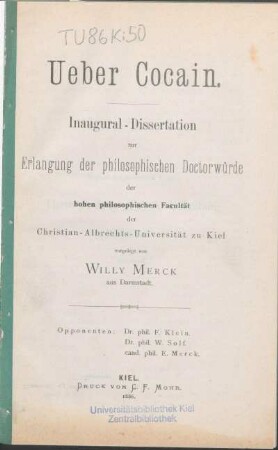 TU86K:50
Ueber Cocain.
Inaugural-Dissertation
zur
Erlangung der philosophischen Doctorwürde
der
hohen philosophischen Facultät
der
Christian-Albrechts-Universität zu Kiel
vorgelegt von
WILLY MERCK
aus Darmstadt.
Opponenten: Dr. phil. F. Klein.
Dr. phil. W. Solf.
cand. phil. E. Merck.
KIEL.
DRUCK VON C. F. MOHR.
Universitätsbibliothek Kiel
Zentralbibliothek.